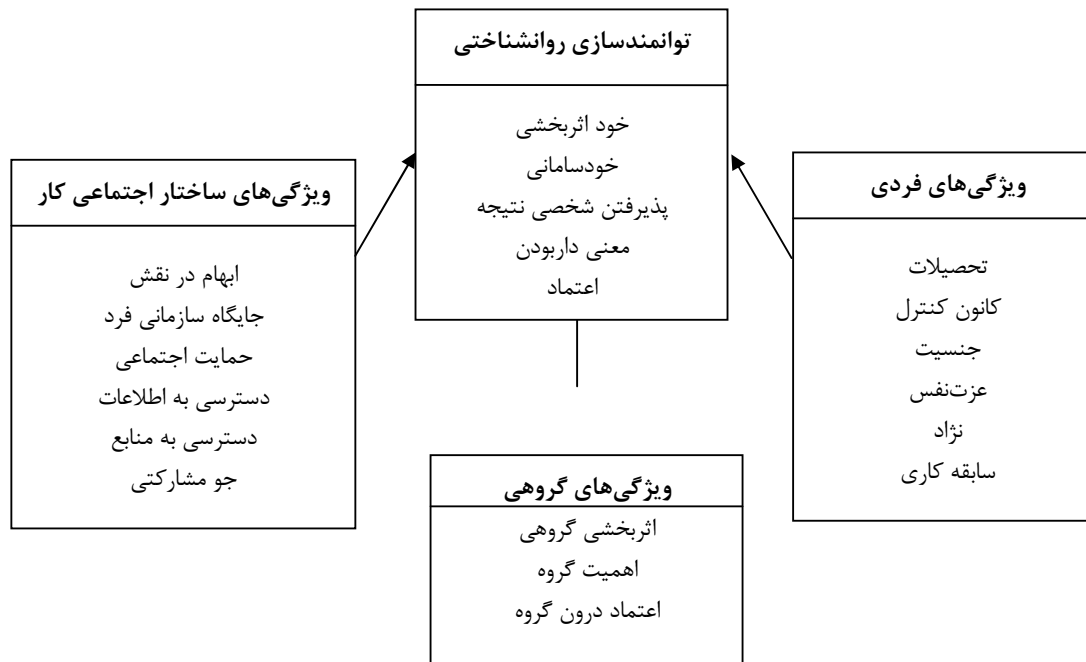 توانمندسازی روانشناختی
خود اثربخشی
خودسامانی
پذیرفتن شخصی نتیجه
معنی داربودن
اعتماد
ویژگی‌های فردی
تحصیلات
کانون کنترل
جنسیت
عزت‌نفس
نژاد
سابقه کاری
ویژگی‌های ساختار اجتماعی کار
ابهام در نقش
جایگاه سازمانی فرد
حمایت اجتماعی
دسترسی به اطلاعات
دسترسی به منابع
جو مشارکتی
ویژگی‌های گروهی
اثربخشی گروهی
اهمیت گروه
اعتماد درون گروه